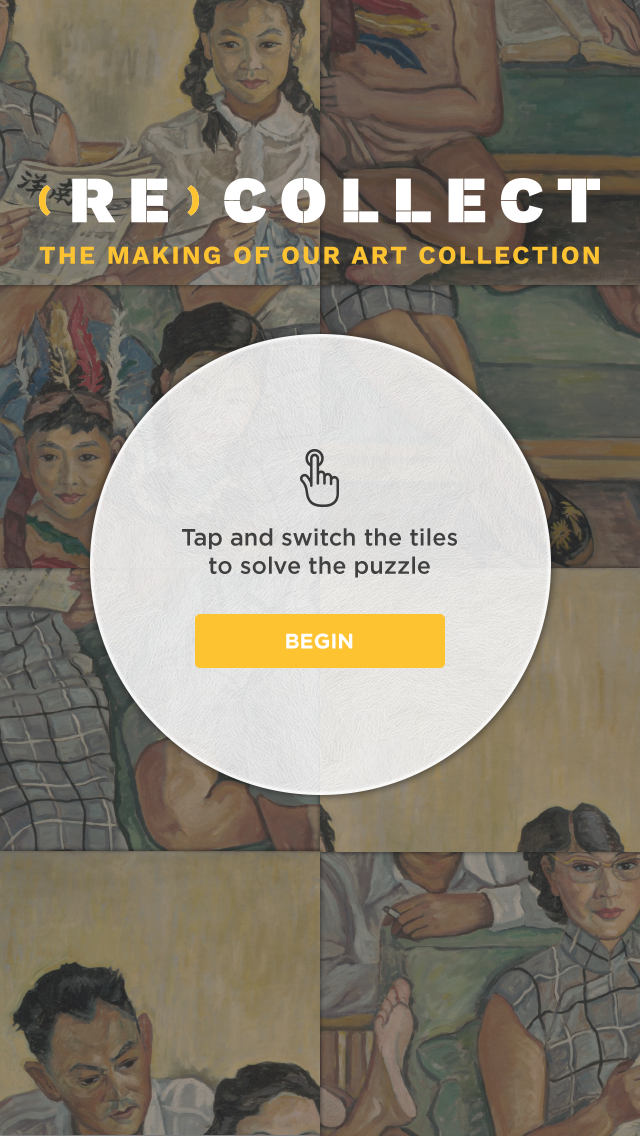 (RE)COLLECT
THE MAKING OF OUR ART COLLECTION
Tap and switch the tiles
to solve the puzzle
BEGIN